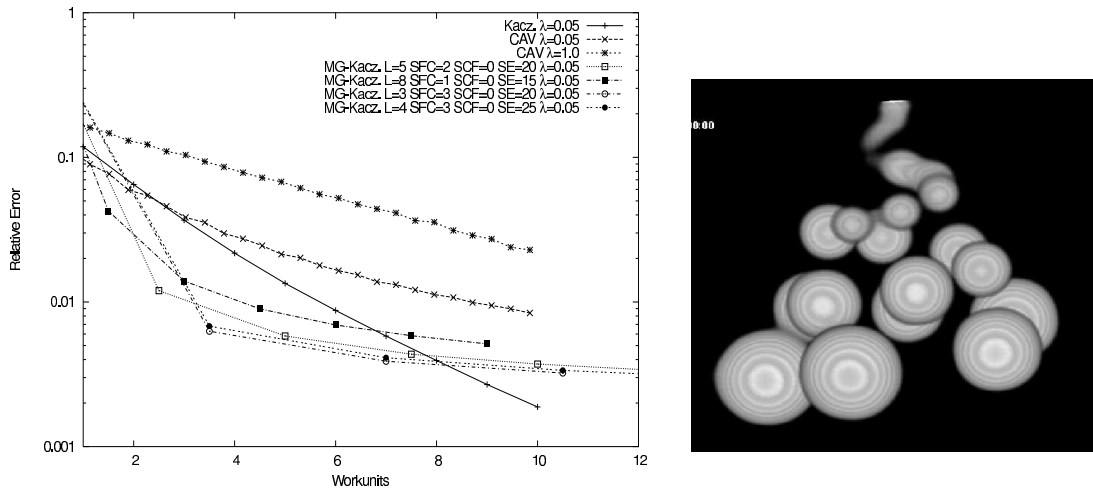 1
0.1
0.01
0.001
Relative Error
Kacz. λ=0.05
CAV λ=0.05
CAV λ=1.0
MG-Kacz. L=5 SFC=2 SCF=0 SE=20 λ=0.05
MG-Kacz. L=8 SFC=1 SCF=0 SE=15 λ=0.05
MG-Kacz. L=3 SFC=3 SCF=0 SE=20 λ=0.05
MG-Kacz. L=4 SFC=3 SCF=0 SE=25 λ=0.05
2 4 6 8 10 12
Workunits
0:00